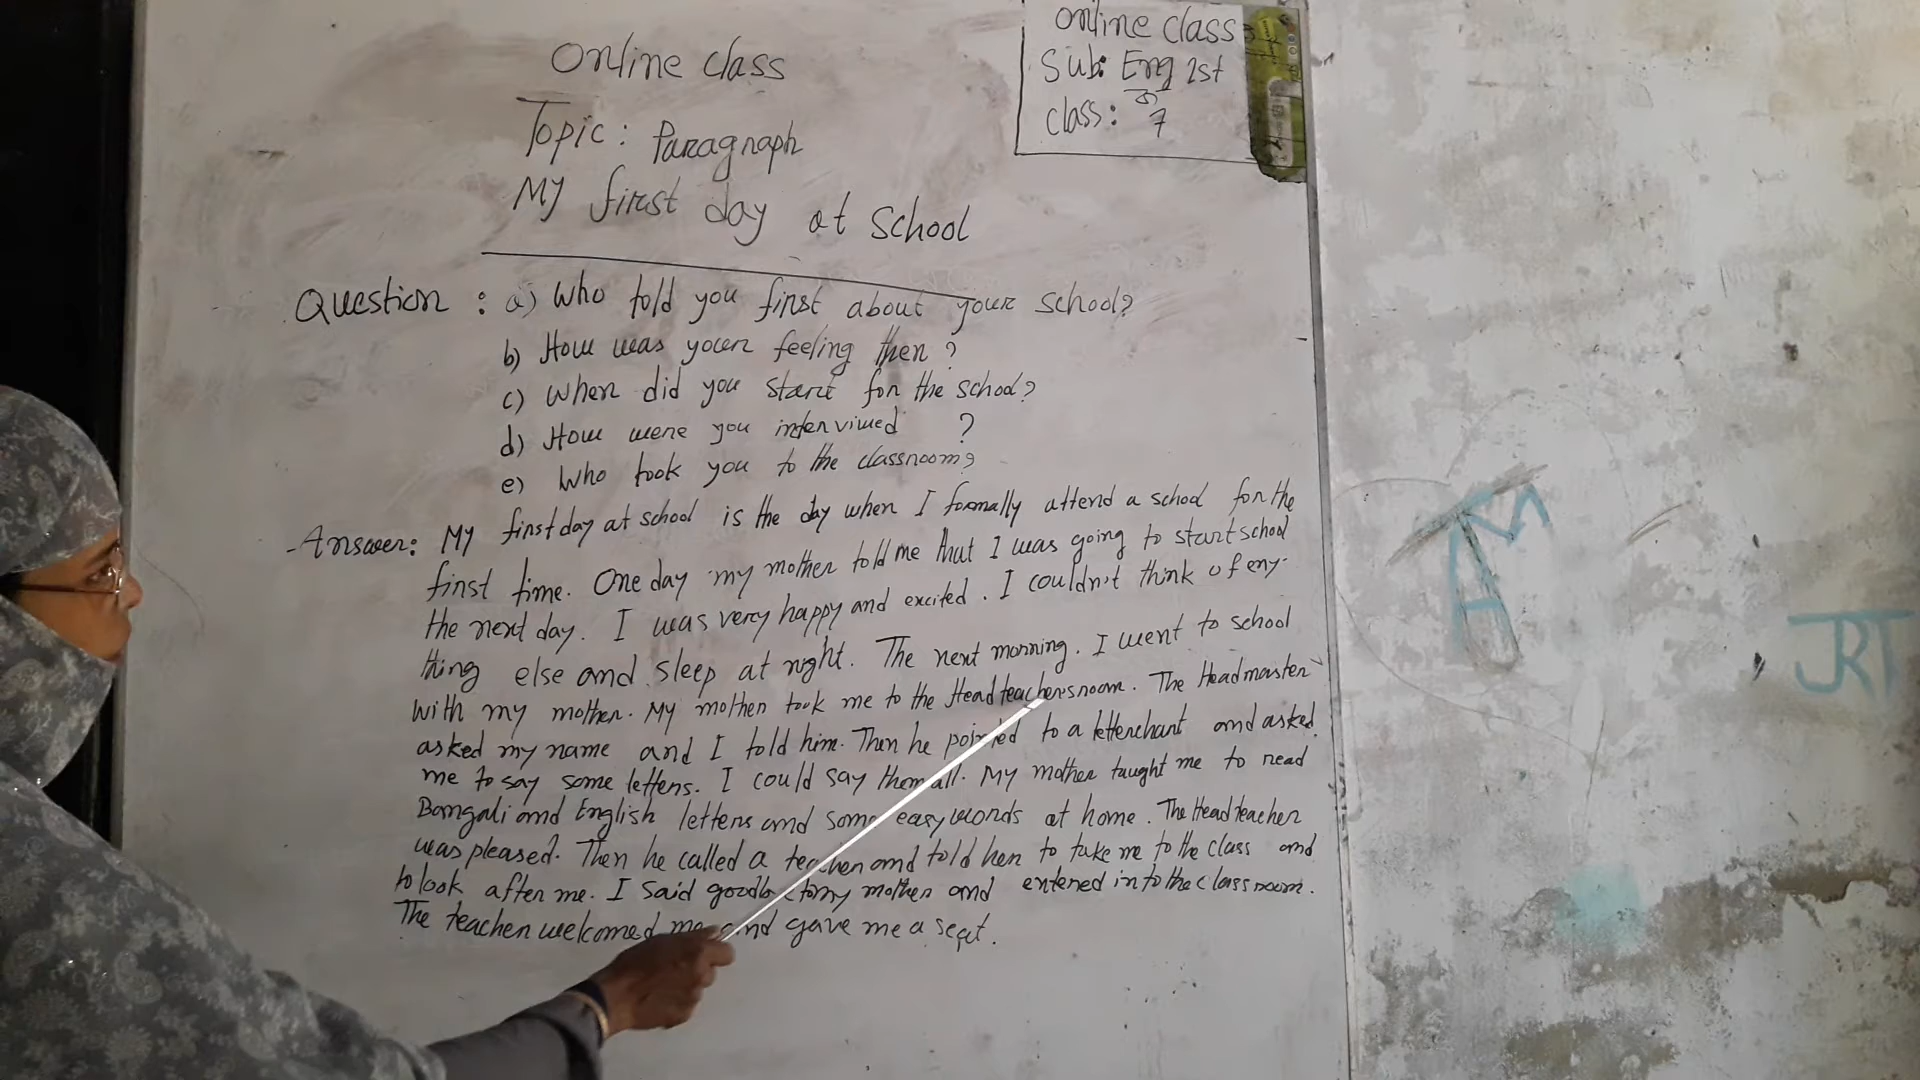 Online class
Topic: Paragraph
My first day at School
Online class
Sub: Eng 1st
class: 7
Question: a) Who told you first about your school?
b) How was your feeling then?
c) When did you start for the school?
d) How were you interviwed ?
e) Who took you to the classroom?
Answer: My first day at school is the day when I formally attend a school for the
first time. One day my mother told me that I was going to start school
the next day. I was very happy and excited. I couldn't think of eny-
thing else and sleep at night. The next morning. I went to school
with my mother. My mother took me to the Head teacher's room. The Headmaster
asked my name and I told him. Then he pointed to a letterchart and asked
me to say some letters. I could say them all. My mother taught me to read
Bangali and English letters and some easy words at home. The Head teacher
was pleased. Then he called a teacher and told her to take me to the class and
to look after me. I said to my mother and entered into the classroom.
The teacher welcomed me and gave me a seat.
JRT